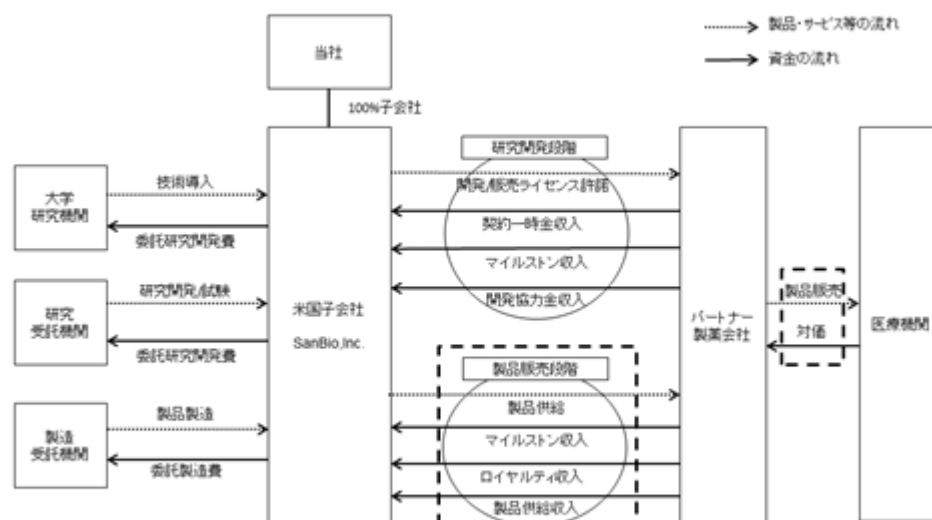 製品・サービス等の流れ
資金の流れ
当社
100%子会社
研究開発段階
開発/販売ライセンス許諾
契約一時金収入
マイルストン収入
開発協力金収入
大学
研究機関
技術導入
委託研究開発費
研究
受託機関
研究開発/試験
委託研究開発費
製造
受託機関
製品製造
委託製造費
米国子会社
SanBio,Inc.
製品販売段階
製品供給
マイルストン収入
ロイヤルティ収入
製品供給収入
パートナー
製薬会社
製品販売
対価
医療機関